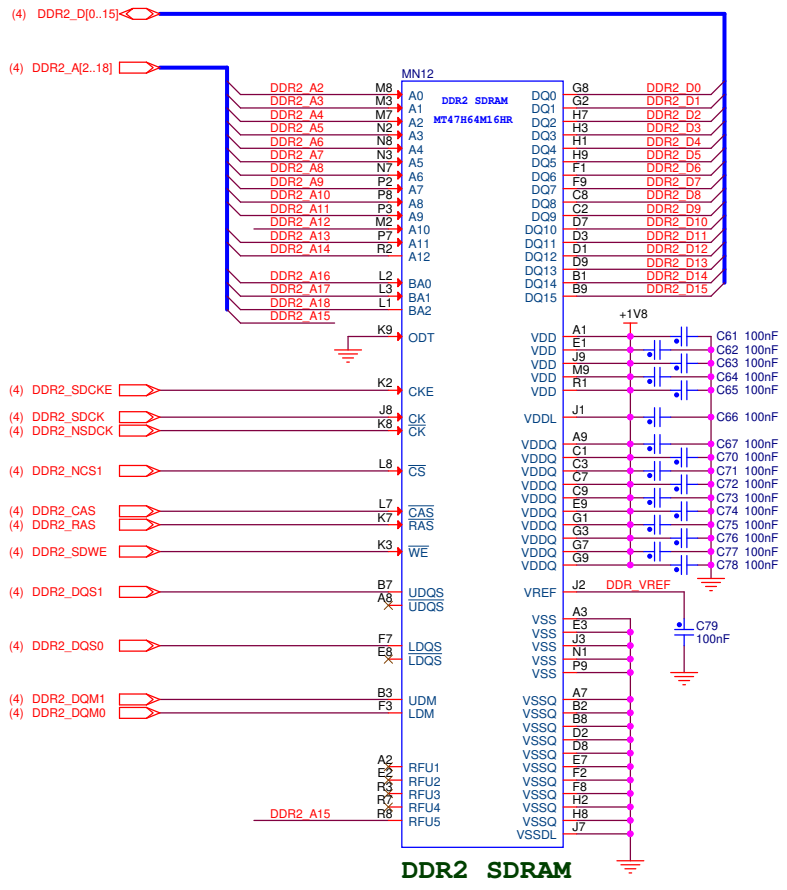 (4) DDR2_D[0..15]
(4) DDR2_A[2..18]
MN12
DDR2 SDRAM
MT47H64M16HR
DDR2_A2 M8 A0 DQ0 G8 DDR2_D0
DDR2_A3 M3 A1 DQ1 G2 DDR2_D1
DDR2_A4 M7 A2 DQ2 H7 DDR2_D2
DDR2_A5 N2 A3 DQ3 H3 DDR2_D3
DDR2_A6 N8 A4 DQ4 H1 DDR2_D4
DDR2_A7 N3 A5 DQ5 H9 DDR2_D5
DDR2_A8 N7 A6 DQ6 F1 DDR2_D6
DDR2_A9 P2 A7 DQ7 F9 DDR2_D7
DDR2_A10 P8 A8 DQ8 C8 DDR2_D8
DDR2_A11 P3 A9 DQ9 C2 DDR2_D9
DDR2_A12 M2 A10 DQ10 D7 DDR2_D10
DDR2_A13 P7 A11 DQ11 D3 DDR2_D11
DDR2_A14 R2 A12 DQ12 D1 DDR2_D12
DQ13 D9 DDR2_D13
DDR2_A16 L2 BA0 DQ14 B1 DDR2_D14
DDR2_A17 L3 BA1 DQ15 B9 DDR2_D15
DDR2_A18 L1 BA2
DDR2_A15
+1V8
K9 ODT VDD A1 C61 100nF
VDD E1 C62 100nF
VDD J9 C63 100nF
VDD M9 C64 100nF
(4) DDR2_SDCKE K2 CKE VDD R1 C65 100nF
(4) DDR2_SDCK J8 CK VDDL J1 C66 100nF
(4) DDR2_NSDCK K8 CK
VDDQ A9 C67 100nF
VDDQ C1 C70 100nF
(4) DDR2_NCS1 L8 CS VDDQ C3 C71 100nF
VDDQ C7 C72 100nF
VDDQ C9 C73 100nF
(4) DDR2_CAS L7 CAS VDDQ E9 C74 100nF
(4) DDR2_RAS K7 RAS VDDQ G1 C75 100nF
VDDQ G3 C76 100nF
(4) DDR2_SDWE K3 WE VDDQ G7 C77 100nF
VDDQ G9 C78 100nF
(4) DDR2_DQS1 B7 UDQS VREF J2 DDR_VREF
A8 UDQS
VSS A3
VSS E3
C79
100nF
(4) DDR2_DQS0 F7 LDQS VSS J3
E8 LDQS VSS N1
VSS P9
(4) DDR2_DQM1 B3 UDM VSSQ A7
(4) DDR2_DQM0 F3 LDM VSSQ B2
VSSQ B8
VSSQ D2
VSSQ D8
A2 RFU1 VSSQ E7
E2 RFU2 VSSQ F2
R3 RFU3 VSSQ F8
R7 RFU4 VSSQ H2
DDR2_A15 R8 RFU5 VSSQ H8
VSSDL J7
DDR2 SDRAM